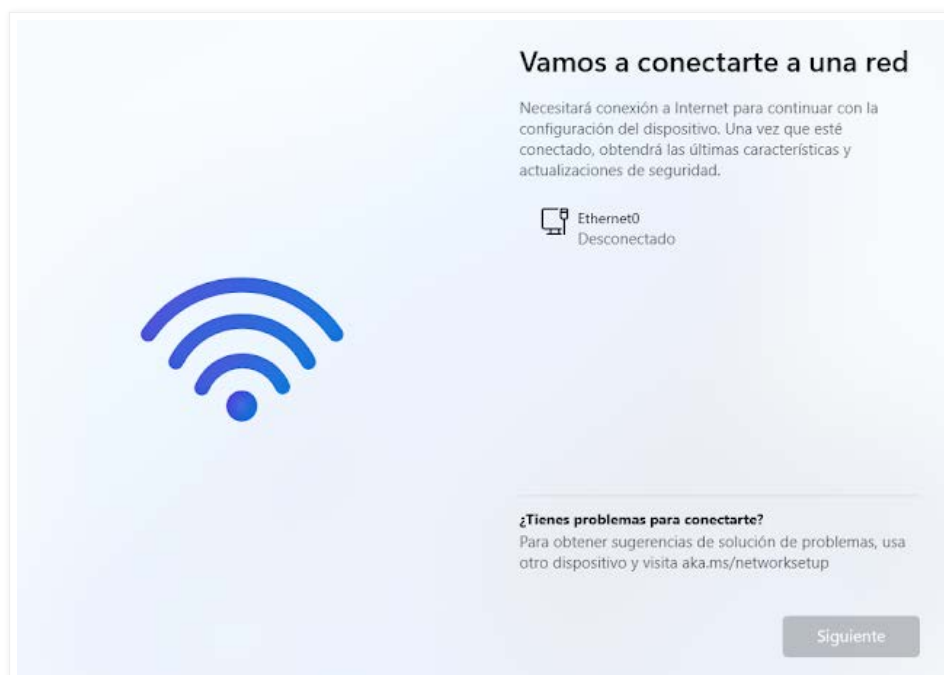 Vamos a conectarte a una red
Necesitará conexión a Internet para continuar con la
configuración del dispositivo. Una vez que esté
conectado, obtendrá las últimas características y
actualizaciones de seguridad.
Ethernet0
Desconectado
¿Tienes problemas para conectarte?
Para obtener sugerencias de solución de problemas, usa
otro dispositivo y visita aka.ms/networksetup
Siguiente